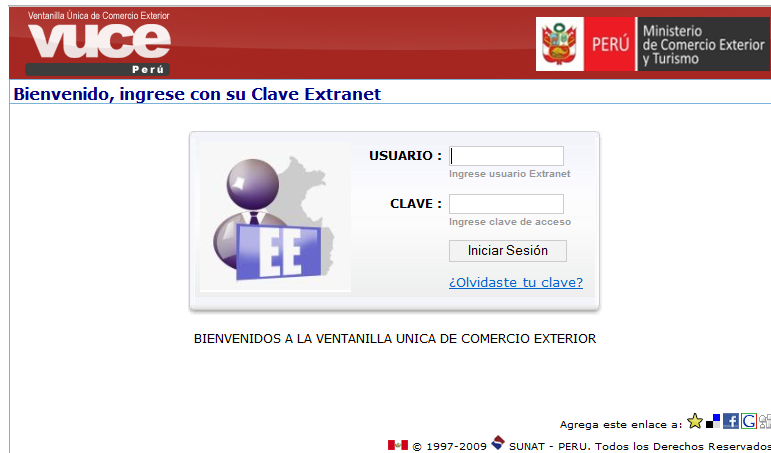 Ventanilla Única de Comercio Exterior
vuce
Perú
PERÚ
Ministerio
de Comercio Exterior
y Turismo
Bienvenido, ingrese con su Clave Extranet
USUARIO :
Ingrese usuario Extranet
CLAVE :
Ingrese clave de acceso
Iniciar Sesión
¿Olvidaste tu clave?
EE
BIENVENIDOS A LA VENTANILLA UNICA DE COMERCIO EXTERIOR
Agrega este enlace a:
© 1997-2009 SUNAT - PERU. Todos los Derechos Reservados